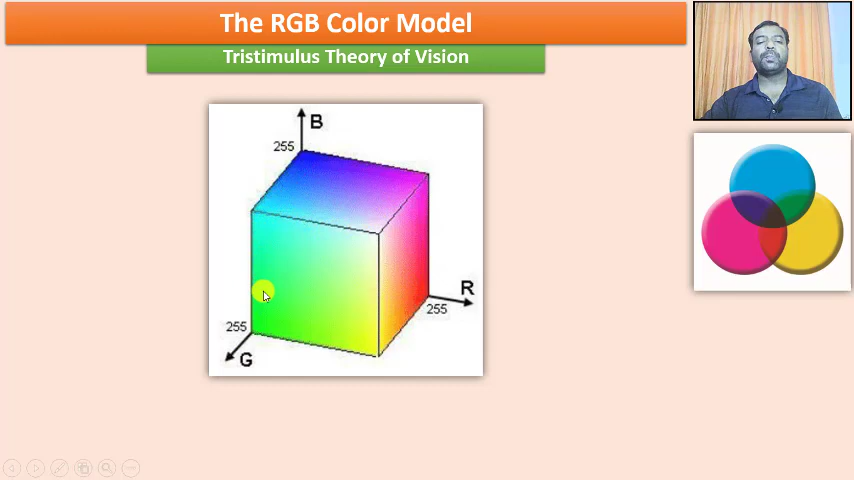 The RGB Color Model
Tristimulus Theory of Vision
B
255
R
255
255
G